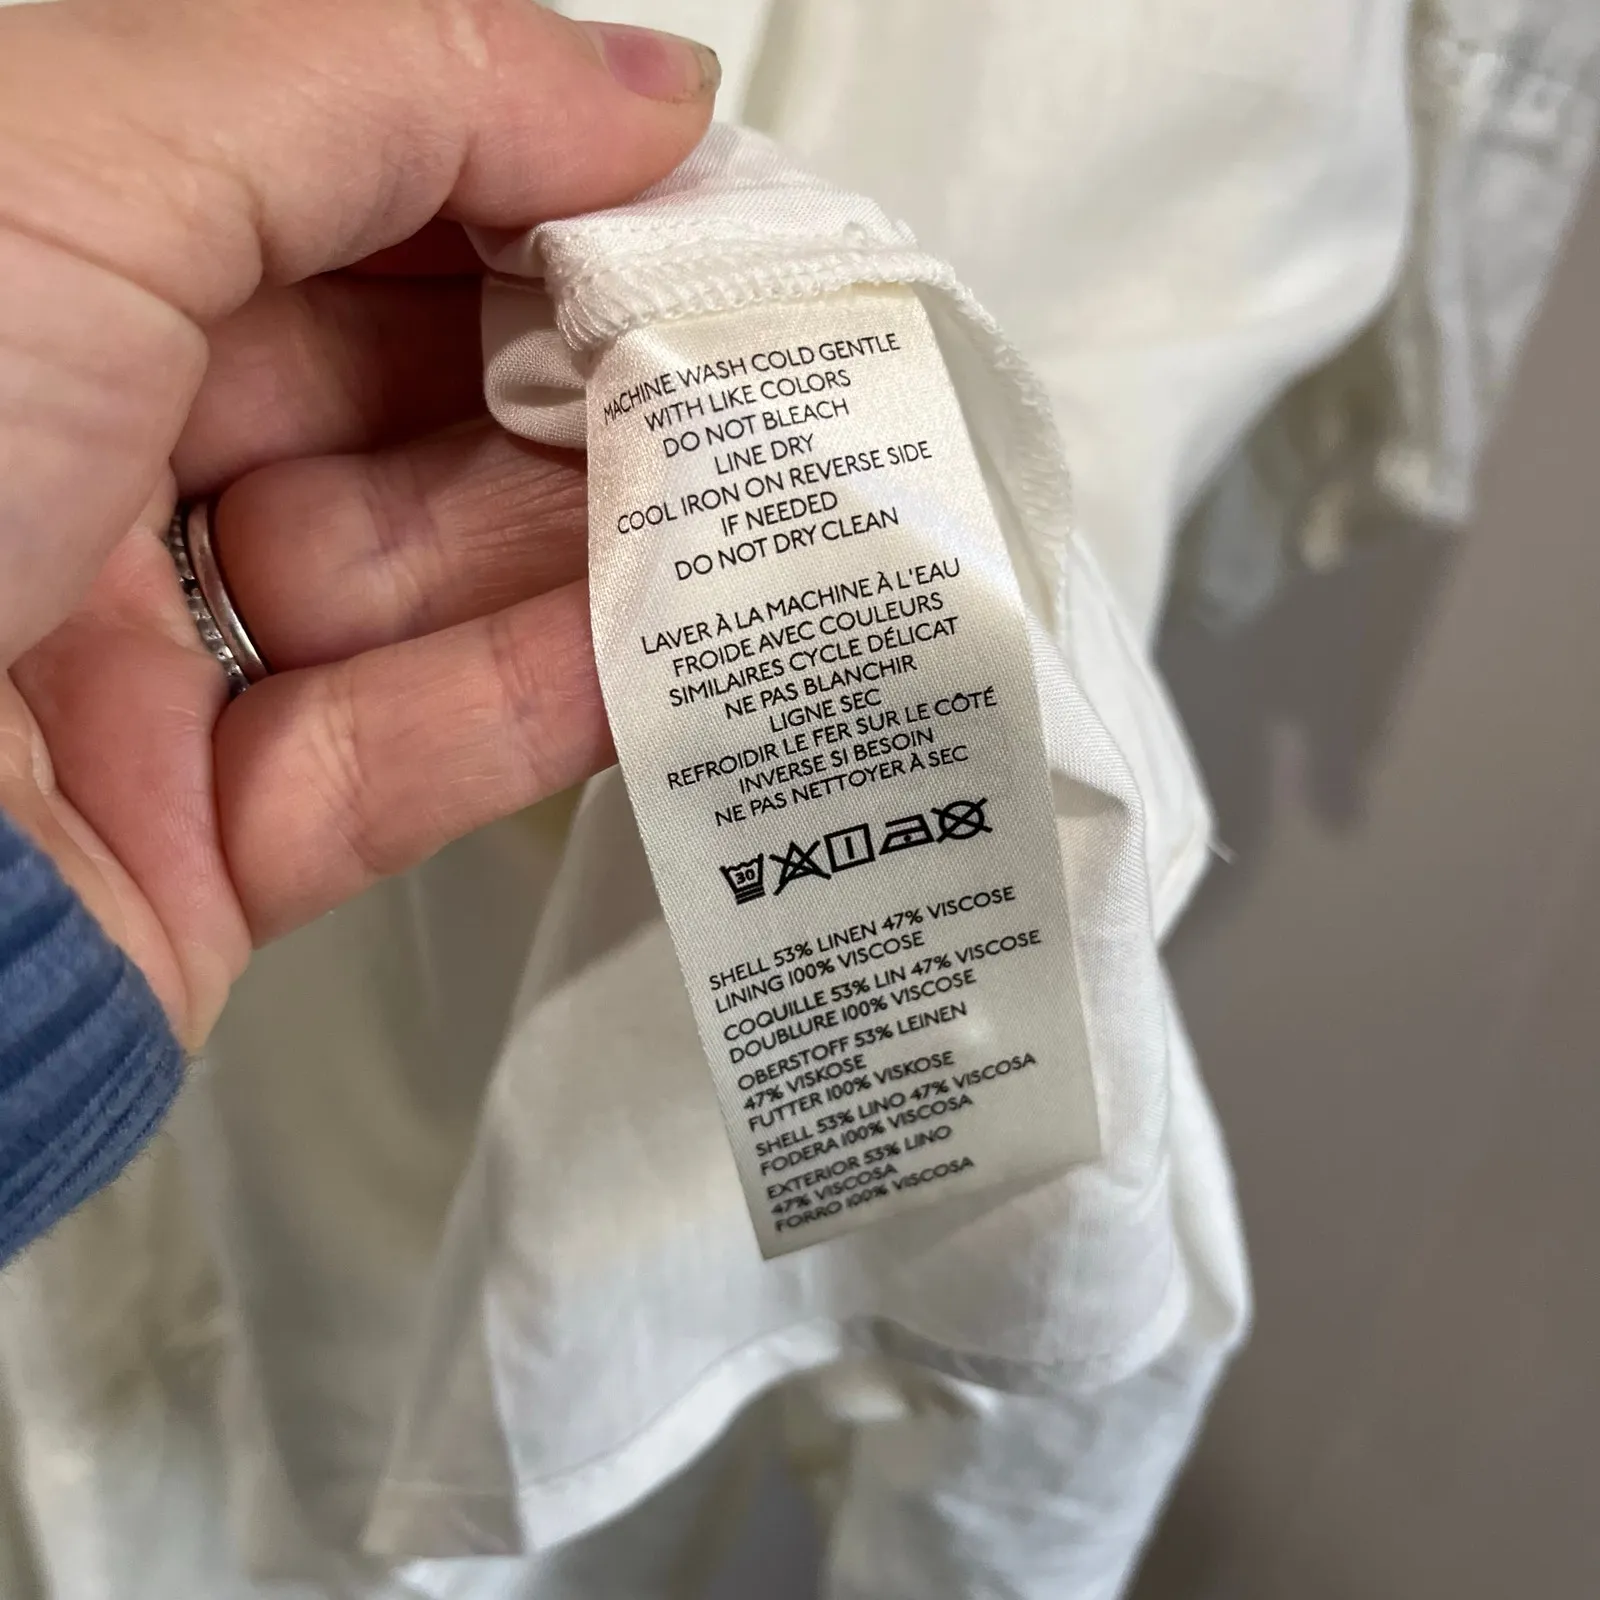 MACHINE WASH COLD GENTLE
WITH LIKE COLORS
DO NOT BLEACH
LINE DRY
COOL IRON ON REVERSE SIDE
IF NEEDED
DO NOT DRY CLEAN
LAVER À LA MACHINE À L'EAU
FROIDE AVEC COULEURS
SIMILAIRES CYCLE DÉLICAT
NE PAS BLANCHIR
LIGNE SEC
REFROIDIR LE FER SUR LE CÔTÉ
INVERSE SI BESOIN
NE PAS NETTOYER À SEC
30
SHELL 53% LINEN 47% VISCOSE
LINING 100% VISCOSE
COQUILLE 53% LIN 47% VISCOSE
DOUBLURE 100% VISCOSE
OBERSTOFF 53% LEINEN
47% VISKOSE
FUTTER 100% VISKOSE
SHELL 53% LINO 47% VISCOSA
FODERA 100% VISCOSA
EXTERIOR 53% LINO
47% VISCOSA
FORRO 100% VISCOSA